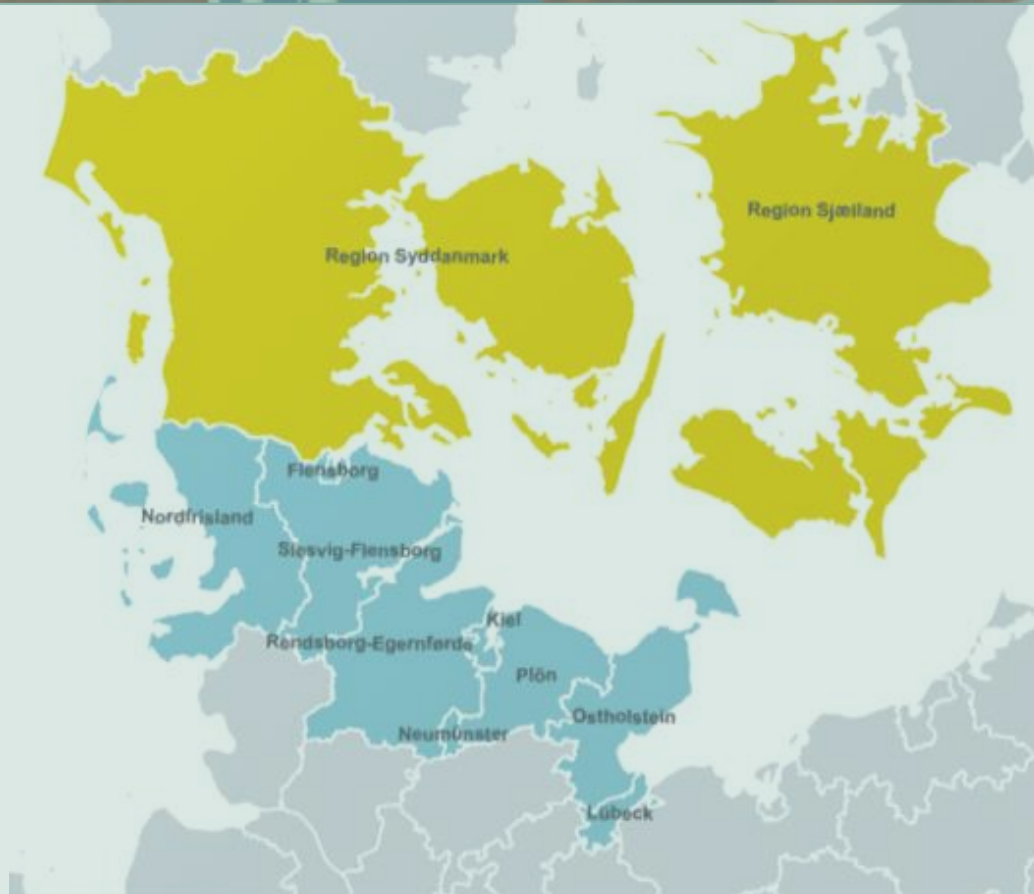 Region Sjælland
Region Syddanmark
Flensborg
Nordfrisland
Slesvig-Flensborg
Kiel
Rendsborg-Egernførde
Plön
Ostholstein
Neumünster
Lübeck